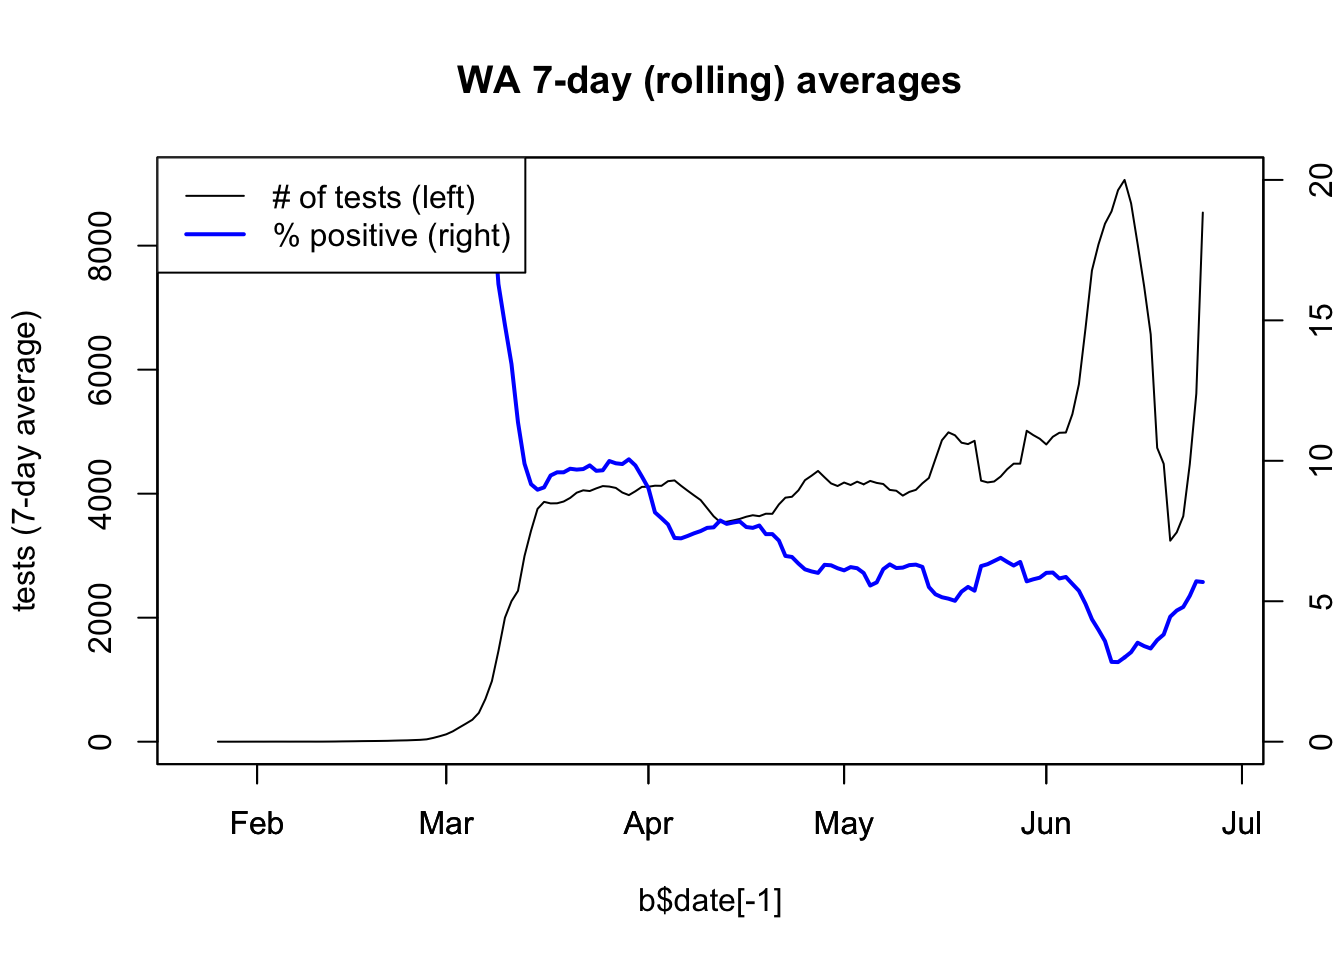 WA 7-day (rolling) averages
# of tests (left)
% positive (right)
tests (7-day average)
8000
6000
4000
2000
0
20
15
10
5
0
Feb Mar Apr May Jun Jul
b$date[-1]